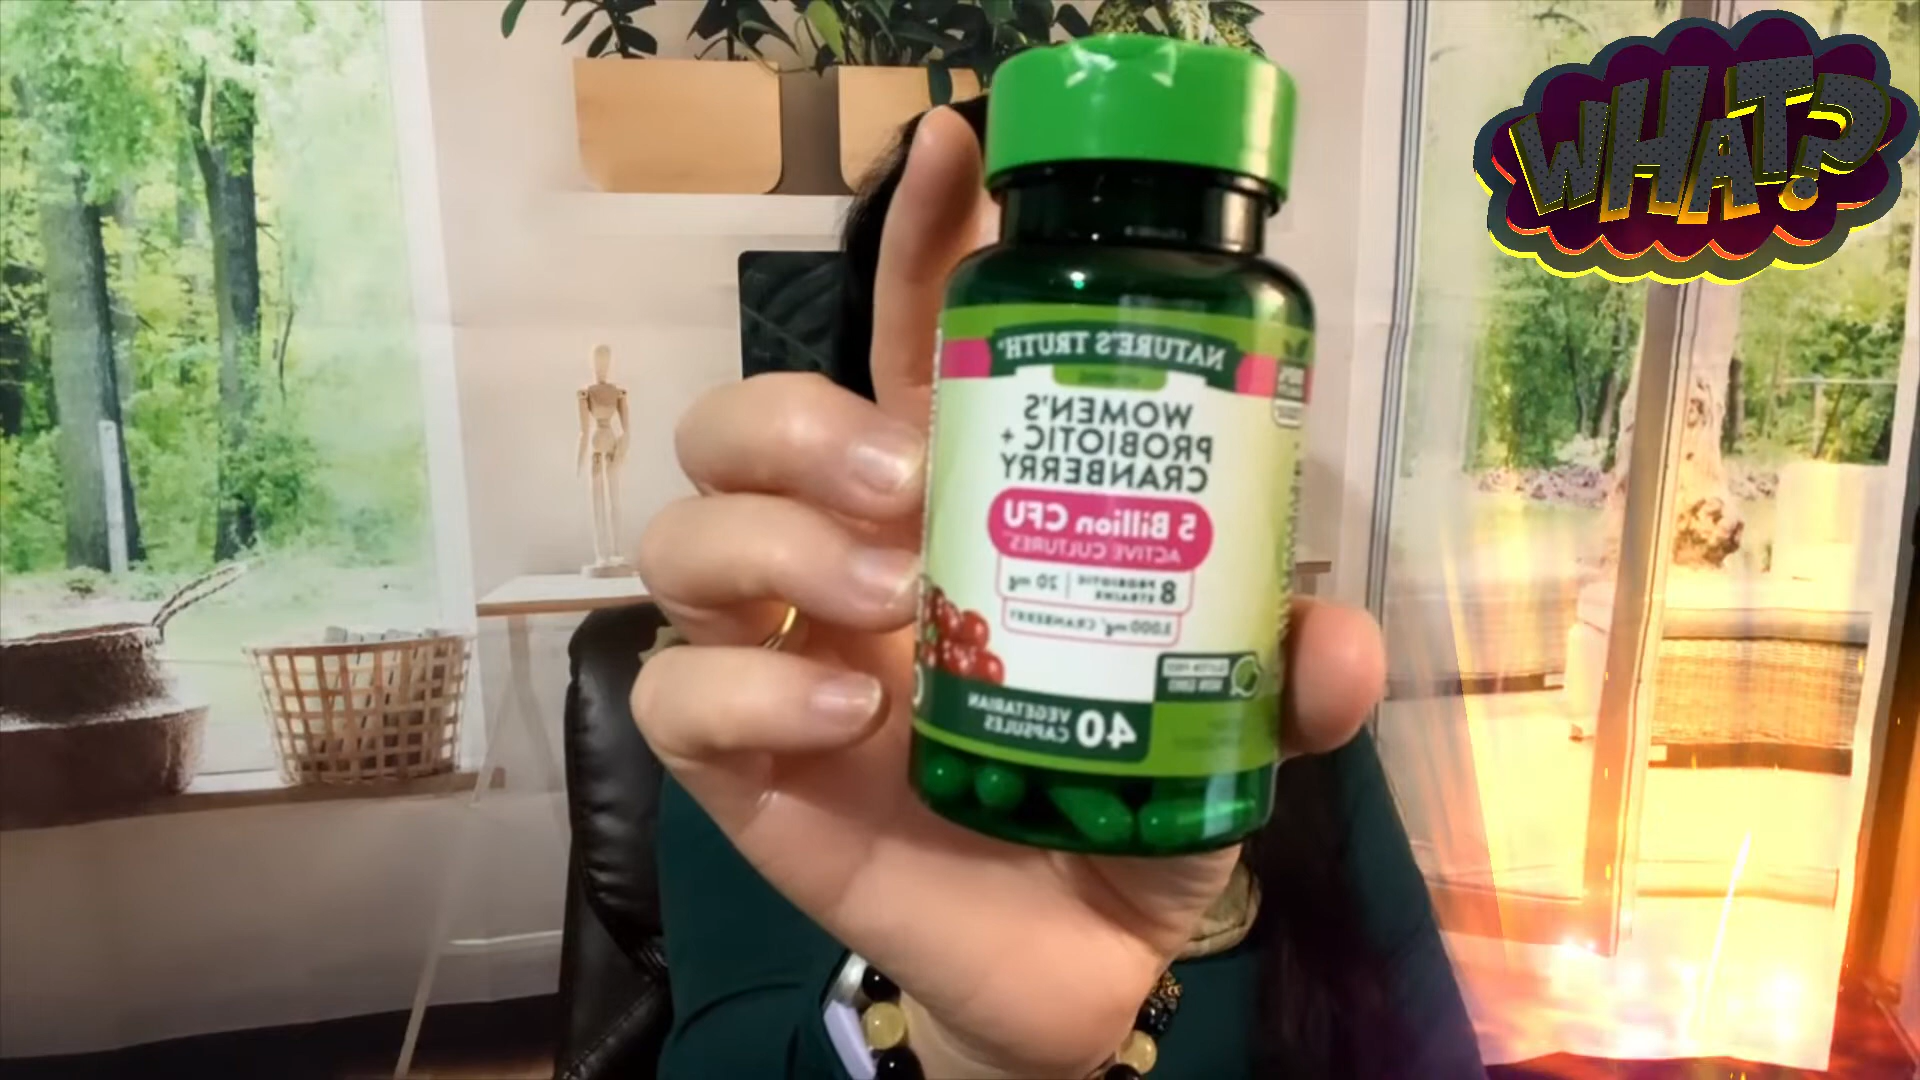 WHAT?!
NATURE'S TRUTH®
WOMEN'S
PROBIOTIC +
CRANBERRY
5 Billion CFU
ACTIVE CULTURES**
8 PROBIOTIC STRAINS | 20 mg
1,000 mg* CRANBERRY
GLUTEN FREE
NON GMO
40 VEGETARIAN
CAPSULES